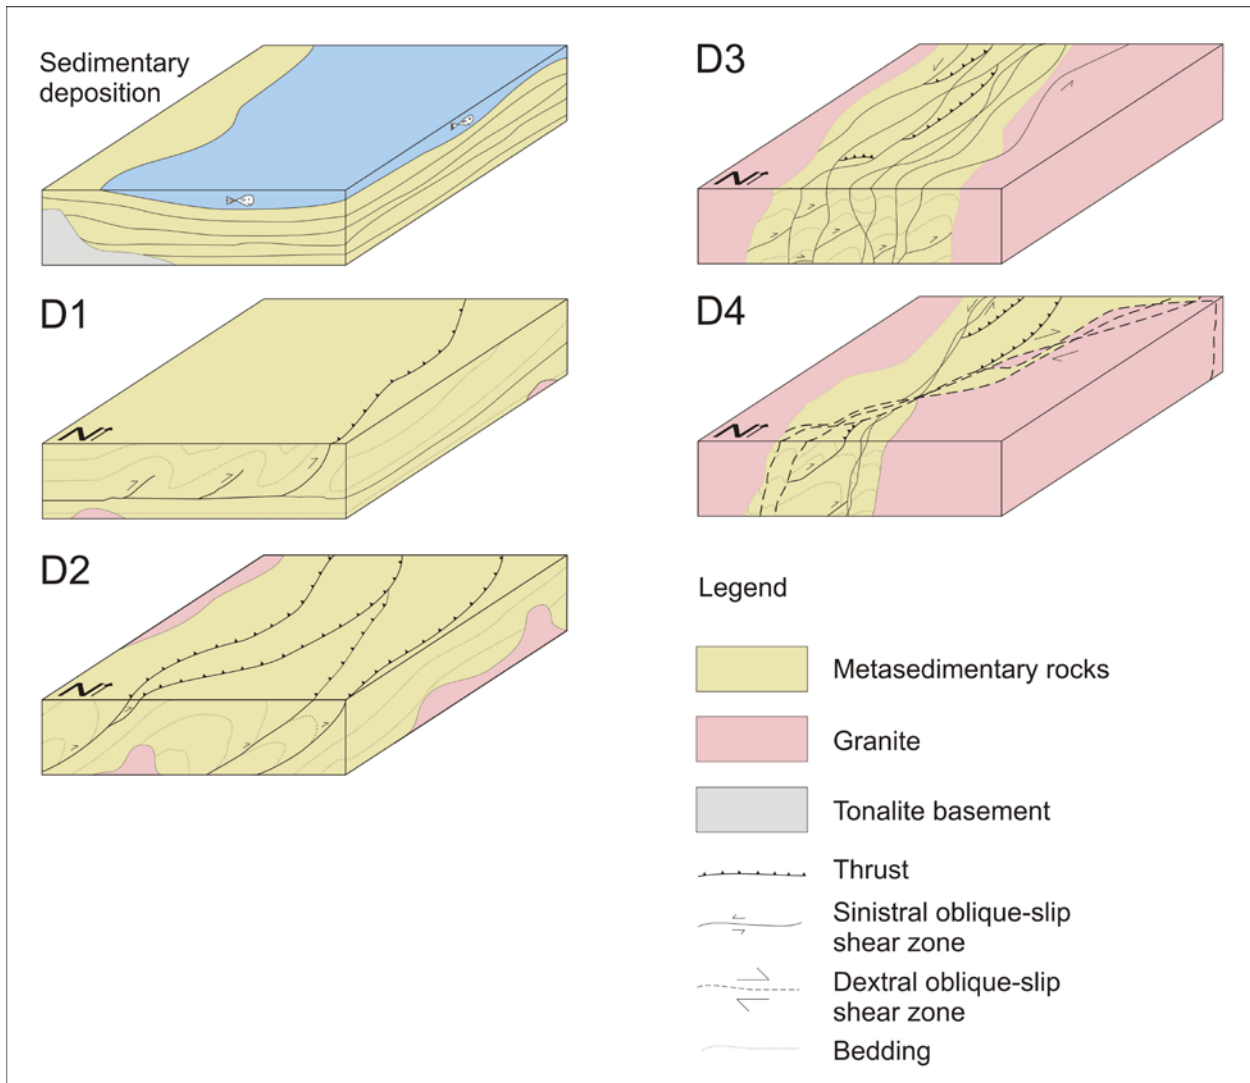 Sedimentary
deposition
N
D1
N
D2
N
D3
N
D4
Legend
Metasedimentary rocks
Granite
Tonalite basement
Thrust
Sinistral oblique-slip
shear zone
Dextral oblique-slip
shear zone
Bedding